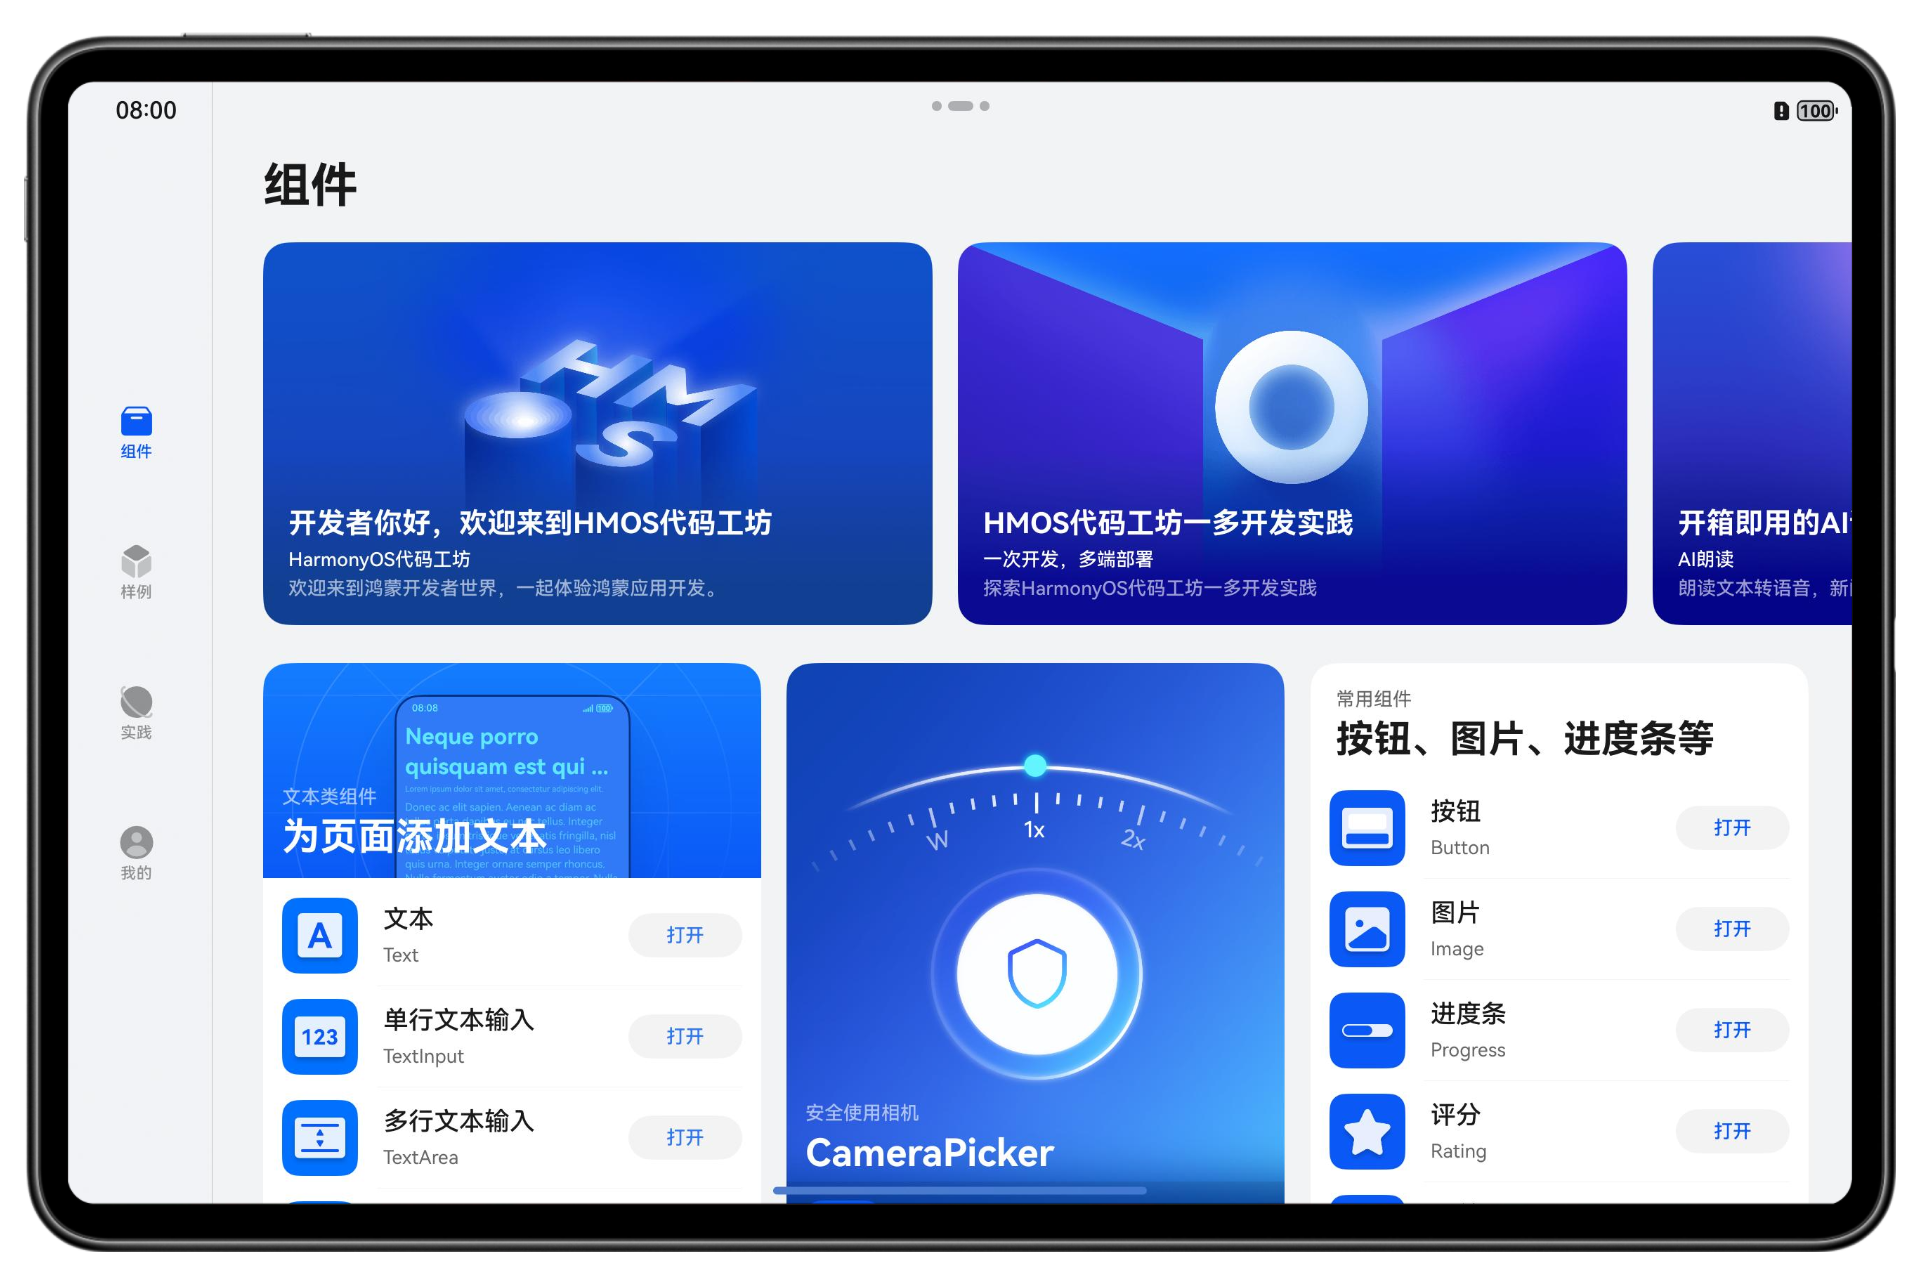 08:00
100
组件
组件
样例
实践
我的
HMS
开发者你好，欢迎来到HMOS代码工坊
HarmonyOS代码工坊
欢迎来到鸿蒙开发者世界，一起体验鸿蒙应用开发。
HMOS代码工坊一多开发实践
一次开发，多端部署
探索HarmonyOS代码工坊一多开发实践
开箱即用的AI
AI朗读
朗读文本转语音，新
08:08
100
Neque porro
quisquam est qui ...
Lorem ipsum dolor sit amet, consectetur adipiscing elit.
Donec ac elit sapien. Aenean ac diam ac
文本类组件
为页面添加文本
quis urna. Integer ornare semper rhoncus.
A
文本
Text
打开
123
单行文本输入
TextInput
打开
多行文本输入
TextArea
打开
W
1x
2x
安全使用相机
CameraPicker
常用组件
按钮、图片、进度条等
按钮
Button
打开
图片
Image
打开
进度条
Progress
打开
评分
Rating
打开